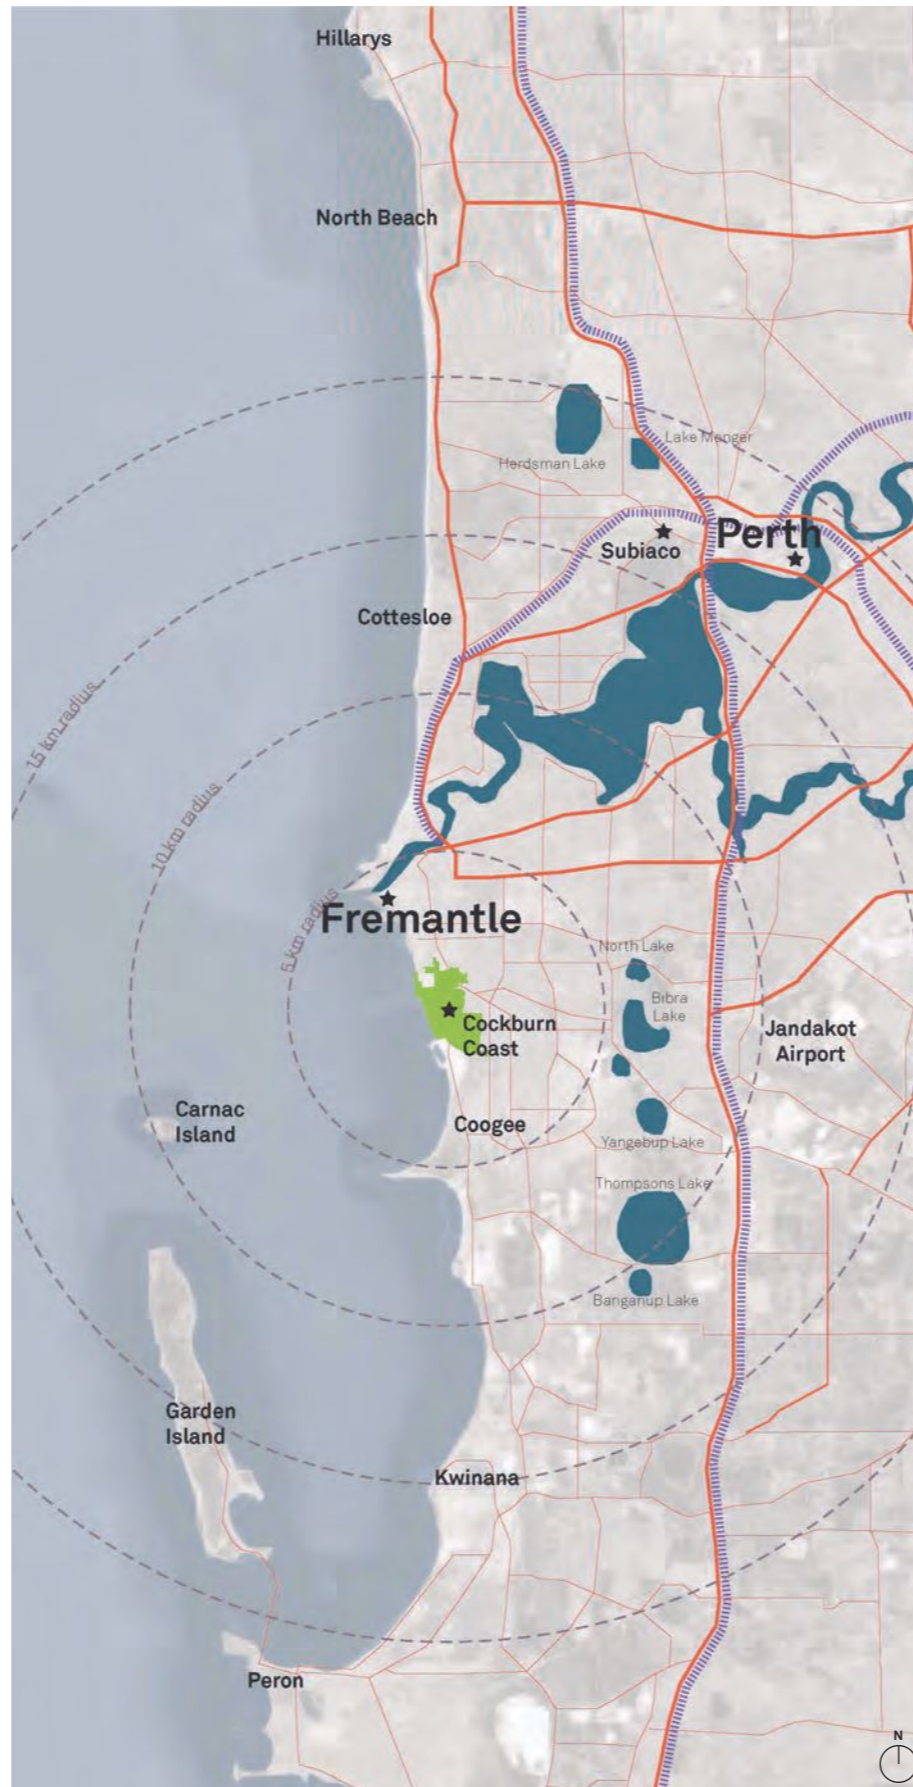 Hillarys
North Beach
Lake Monger
Herdsman Lake
Perth
Subiaco
Cottesloe
15 km radius
10 km radius
5 km radius
Fremantle
North Lake
Bibra
Lake
Cockburn
Coast
Jandakot
Airport
Carnac
Island
Coogee
Yangebup Lake
Thompsons Lake
Banganup Lake
Garden
Island
Kwinana
Peron
N